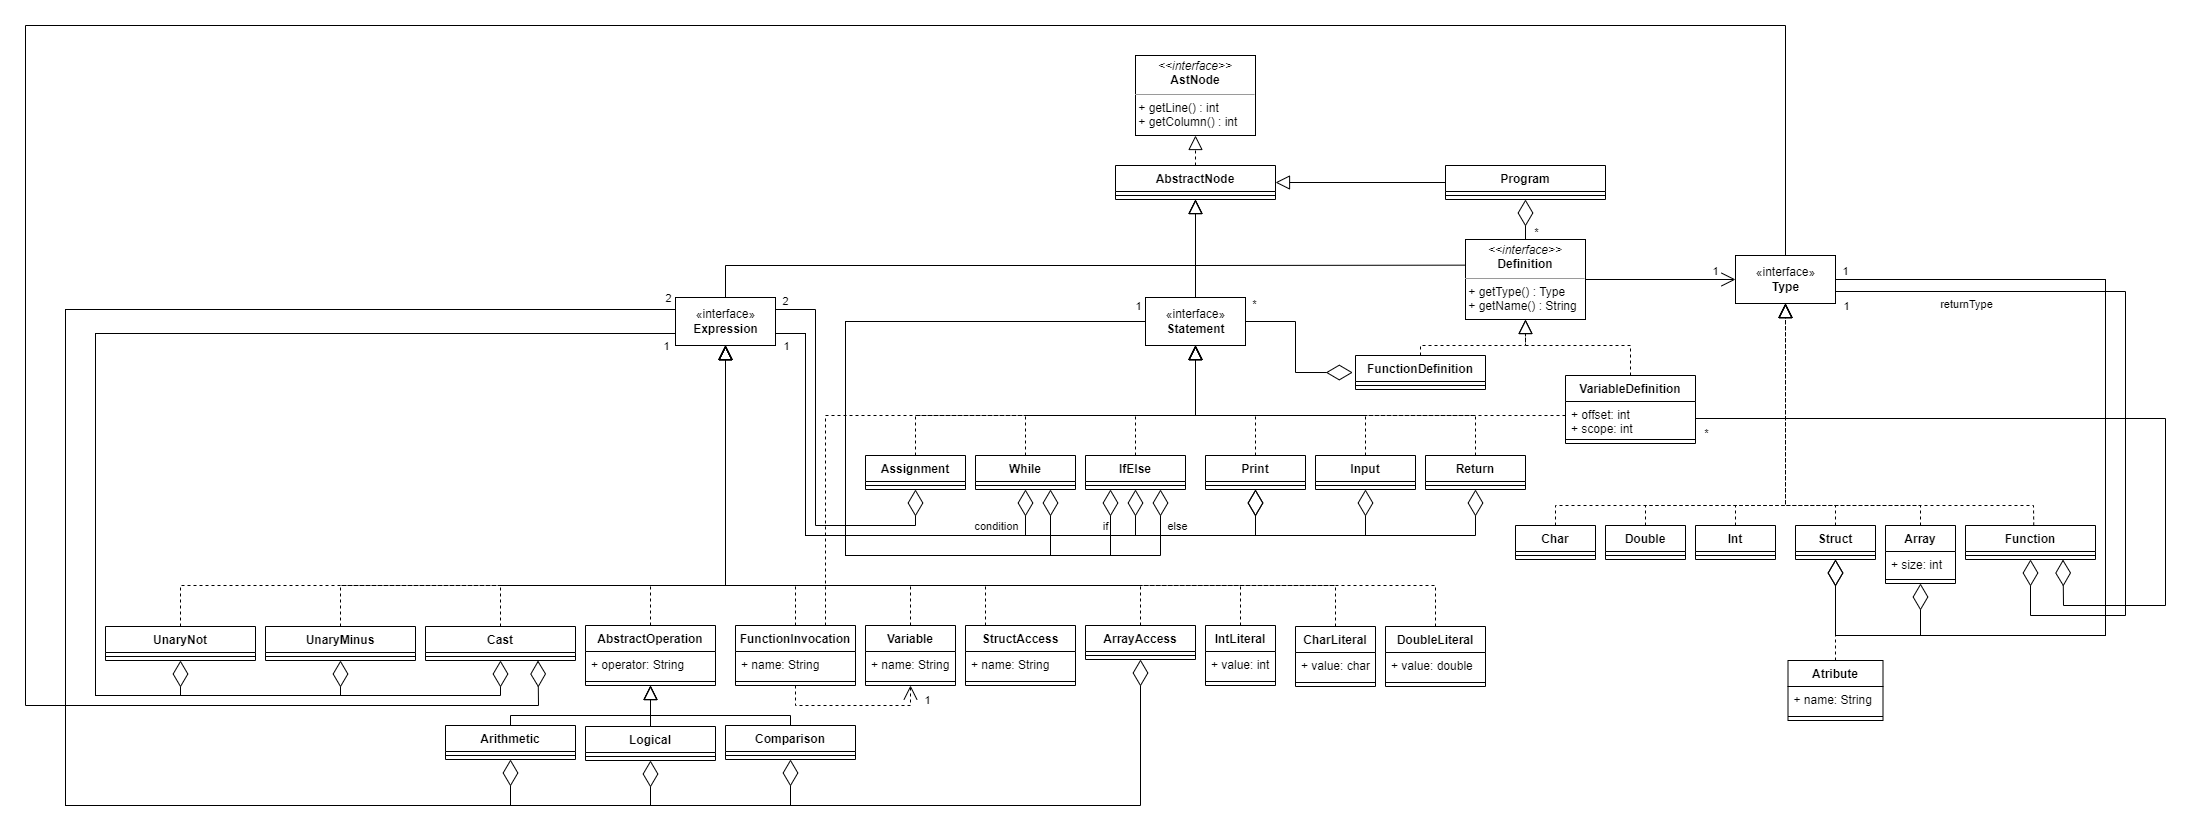 <<interface>>
AstNode
+ getLine() : int
+ getColumn() : int
AbstractNode
Program
*
<<interface>>
Definition
+ getType() : Type
+ getName() : String
1
«interface»
Type
1
1
returnType
2
«interface»
Expression
2
1
1
1
«interface»
Statement
*
FunctionDefinition
VariableDefinition
+ offset: int
+ scope: int
*
Assignment
While
IfElse
Print
Input
Return
condition
if
else
Char
Double
Int
Struct
Array
+ size: int
Function
UnaryNot
UnaryMinus
Cast
AbstractOperation
+ operator: String
FunctionInvocation
+ name: String
Variable
+ name: String
StructAccess
+ name: String
ArrayAccess
IntLiteral
+ value: int
CharLiteral
+ value: char
DoubleLiteral
+ value: double
1
Atribute
+ name: String
Arithmetic
Logical
Comparison